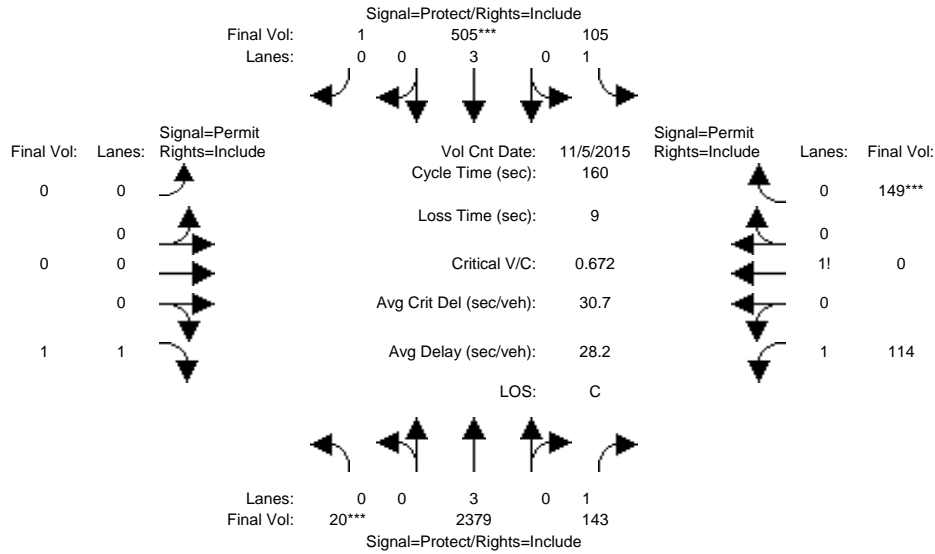 Signal=Protect/Rights=Include
Final Vol: 1 505*** 105
Lanes: 0 0 3 0 1
Signal=Permit Signal=Permit
Final Vol: Lanes: Rights=Include Vol Cnt Date: 11/5/2015 Rights=Include Lanes: Final Vol:
Cycle Time (sec): 160
0 0 0 149***
Loss Time (sec): 9
0 0
0 0 Critical V/C: 0.672 1! 0
0 Avg Crit Del (sec/veh): 30.7 0
1 1 Avg Delay (sec/veh): 28.2 1 114
LOS: C
Lanes: 0 0 3 0 1
Final Vol: 20*** 2379 143
Signal=Protect/Rights=Include